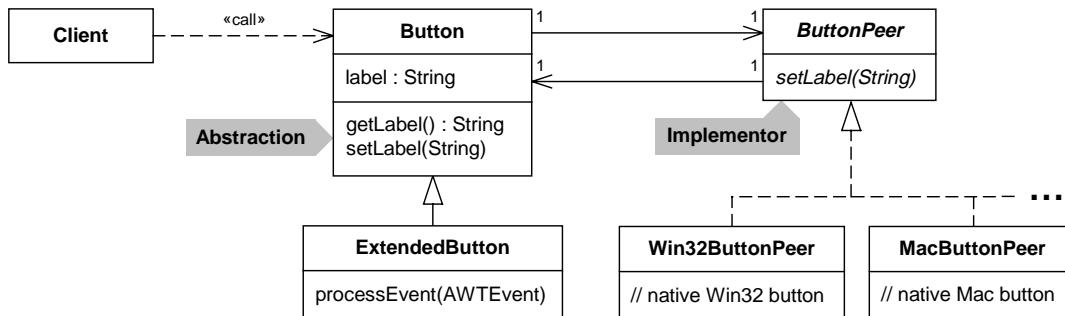 «call»
Client
Button
1
1
ButtonPeer
label : String
1
1
setLabel(String)
getLabel() : String
setLabel(String)
Abstraction
Implementor
...
ExtendedButton
Win32ButtonPeer
MacButtonPeer
processEvent(AWTEvent)
// native Win32 button
// native Mac button